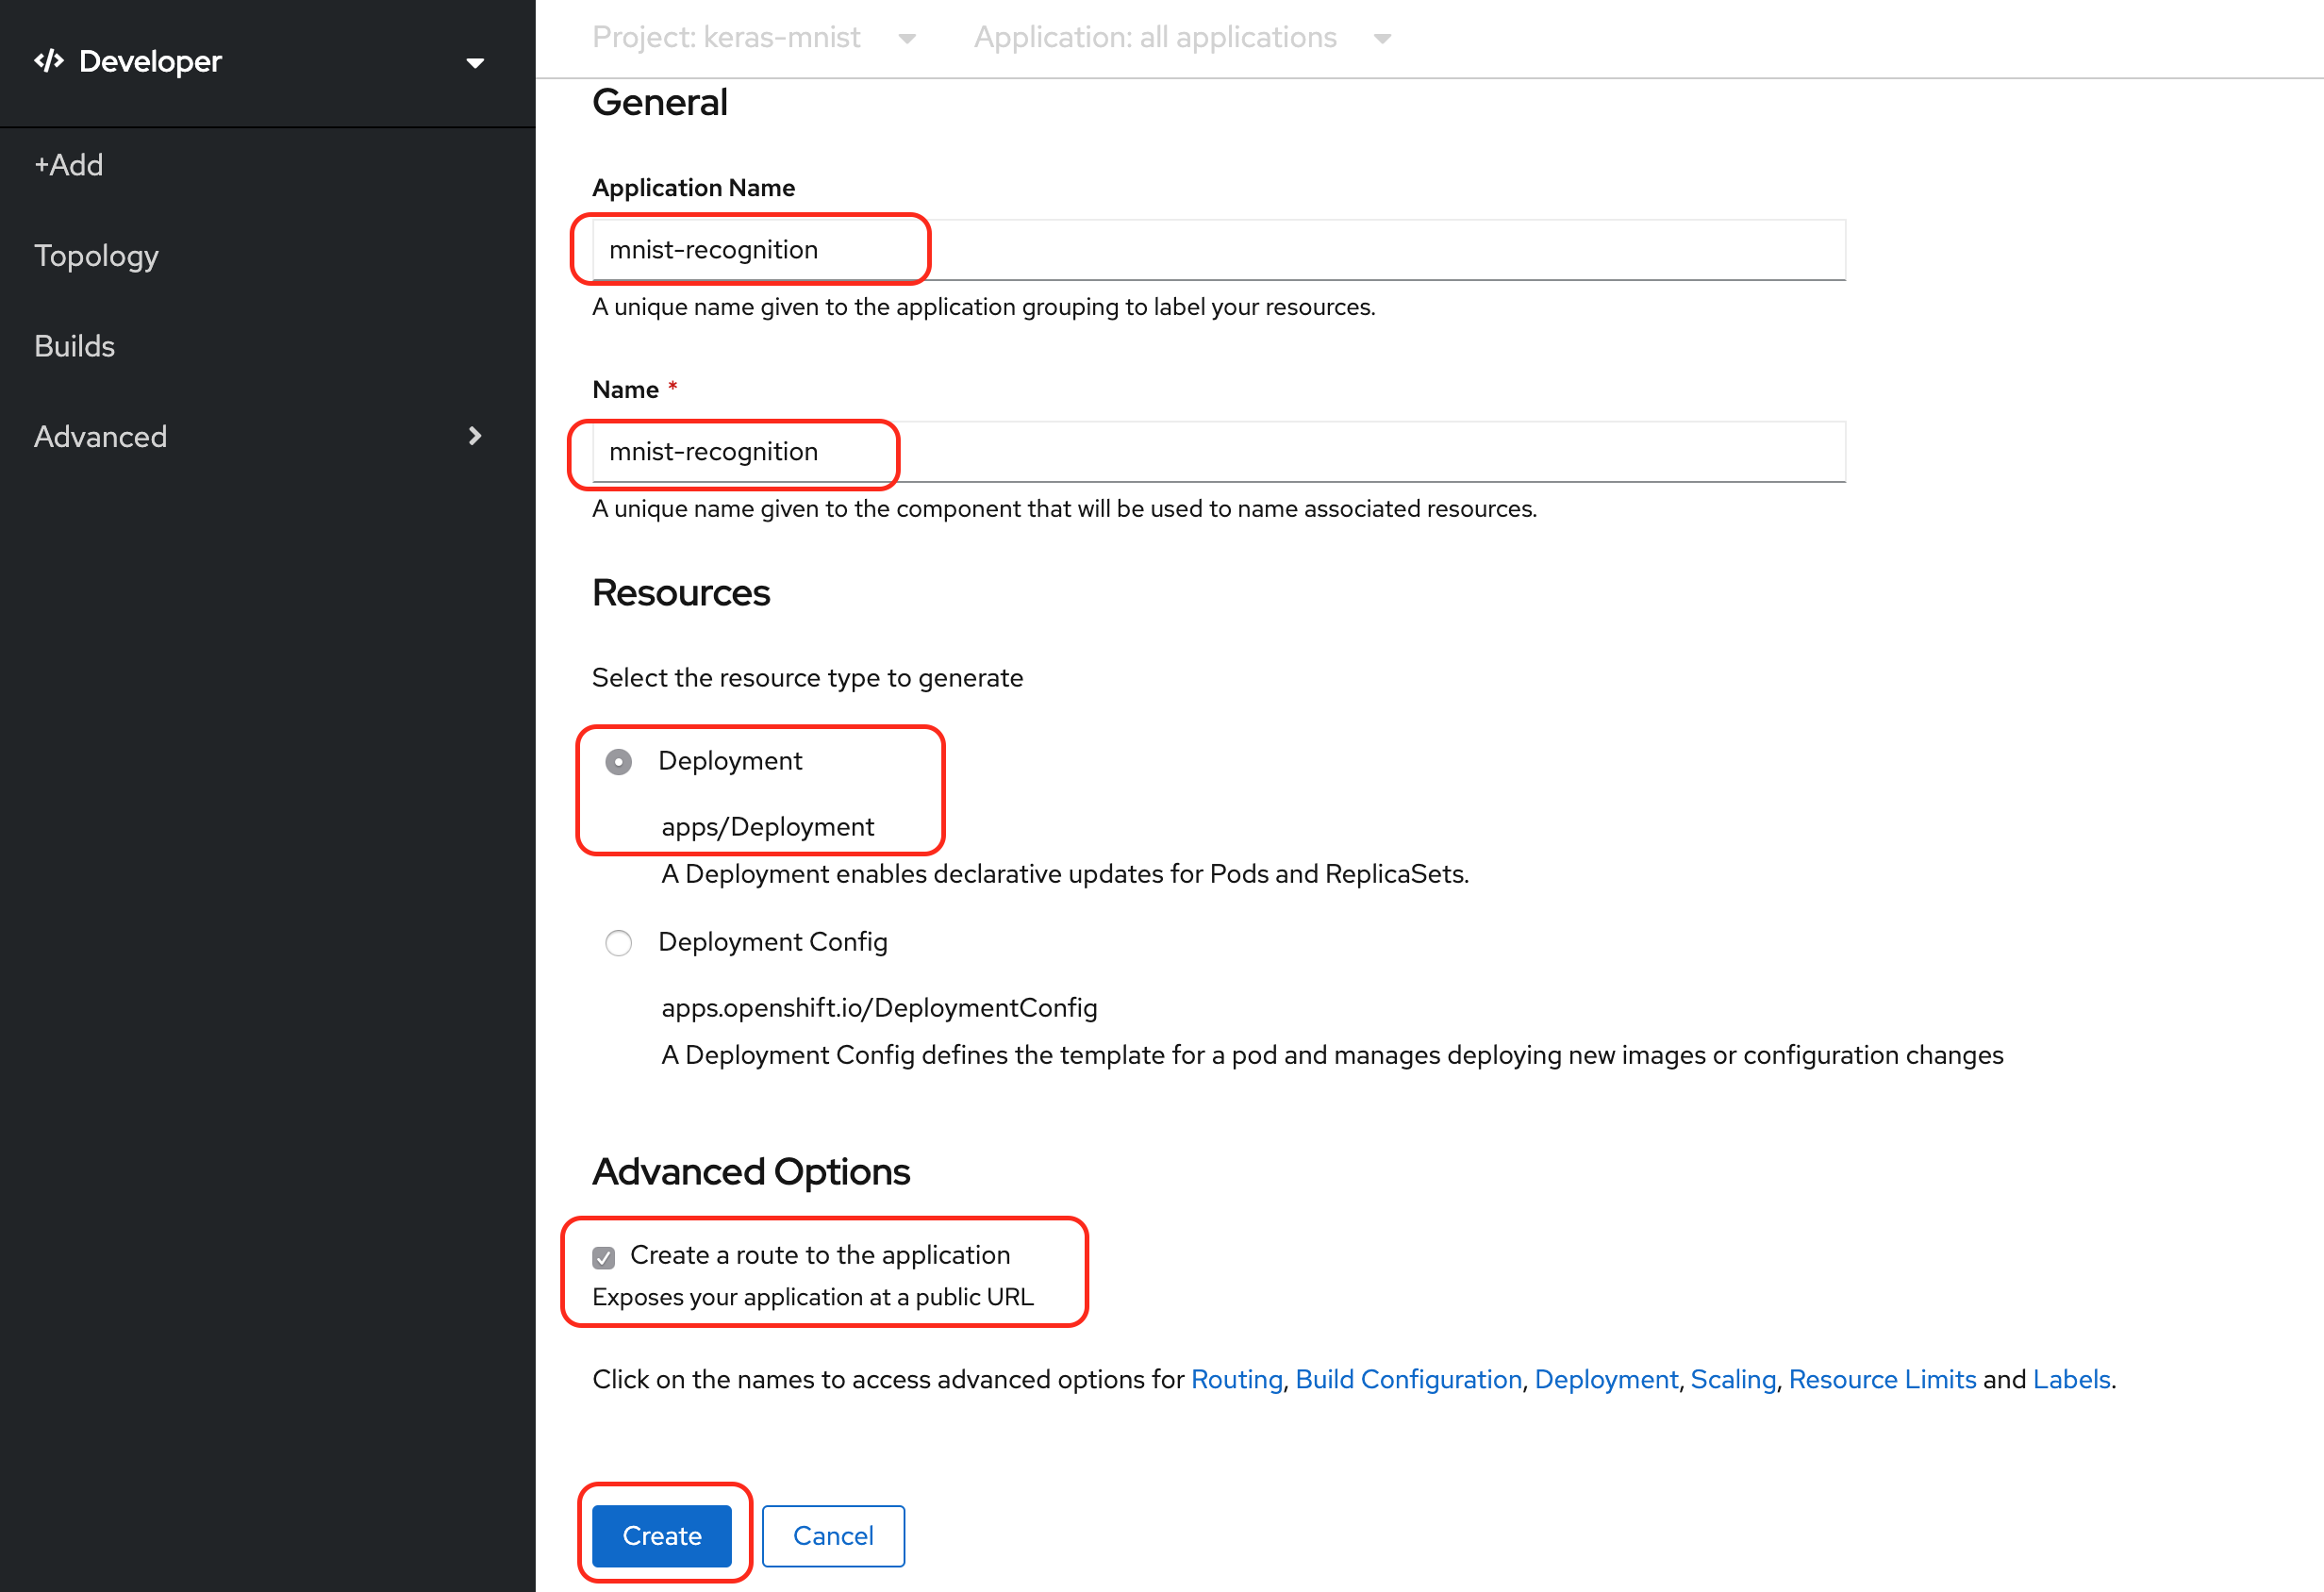 Developer
+Add
Topology
Builds
Advanced
Project: keras-mnist Application: all applications
General
Application Name
mnist-recognition
A unique name given to the application grouping to label your resources.
Name *
mnist-recognition
A unique name given to the component that will be used to name associated resources.
Resources
Select the resource type to generate
Deployment
apps/Deployment
A Deployment enables declarative updates for Pods and ReplicaSets.
Deployment Config
apps.openshift.io/DeploymentConfig
A Deployment Config defines the template for a pod and manages deploying new images or configuration changes
Advanced Options
Create a route to the application
Exposes your application at a public URL
Click on the names to access advanced options for Routing, Build Configuration, Deployment, Scaling, Resource Limits and Labels.
Create Cancel